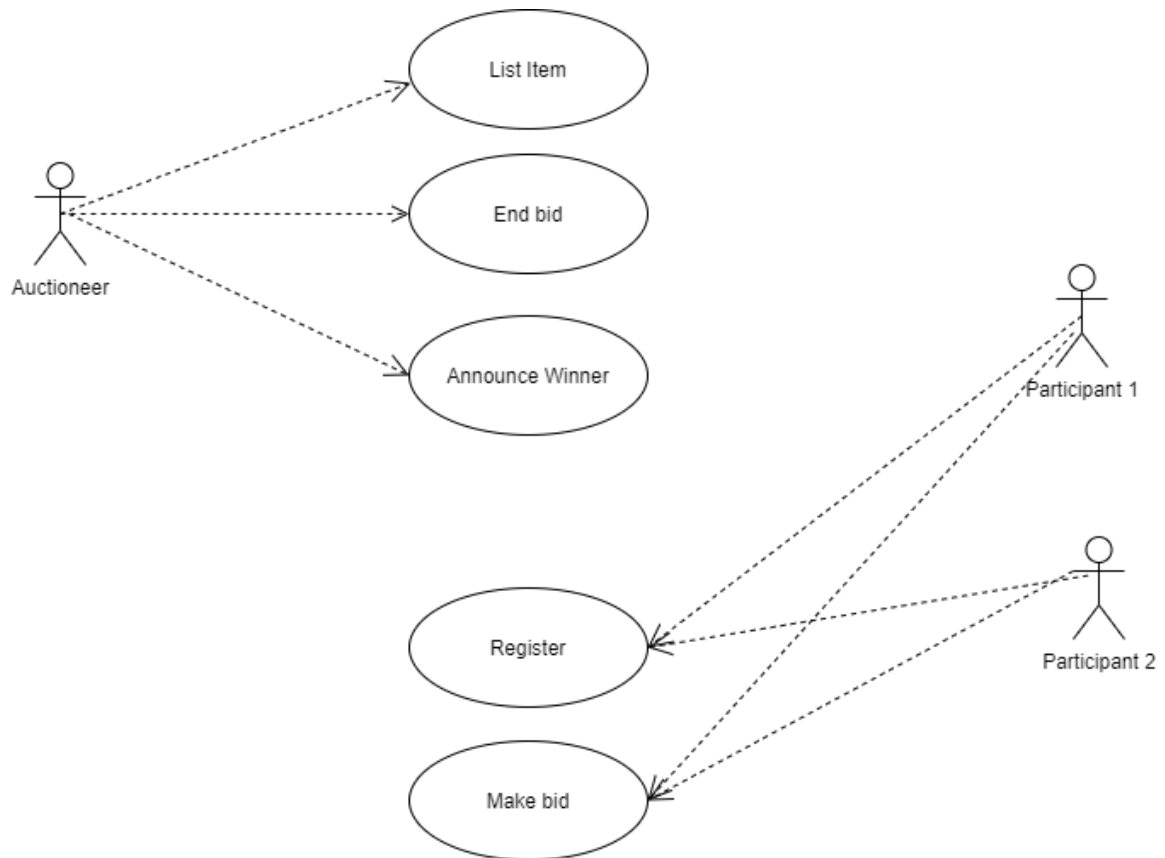 List Item
End bid
Auctioneer
Announce Winner
Participant 1
Register
Participant 2
Make bid